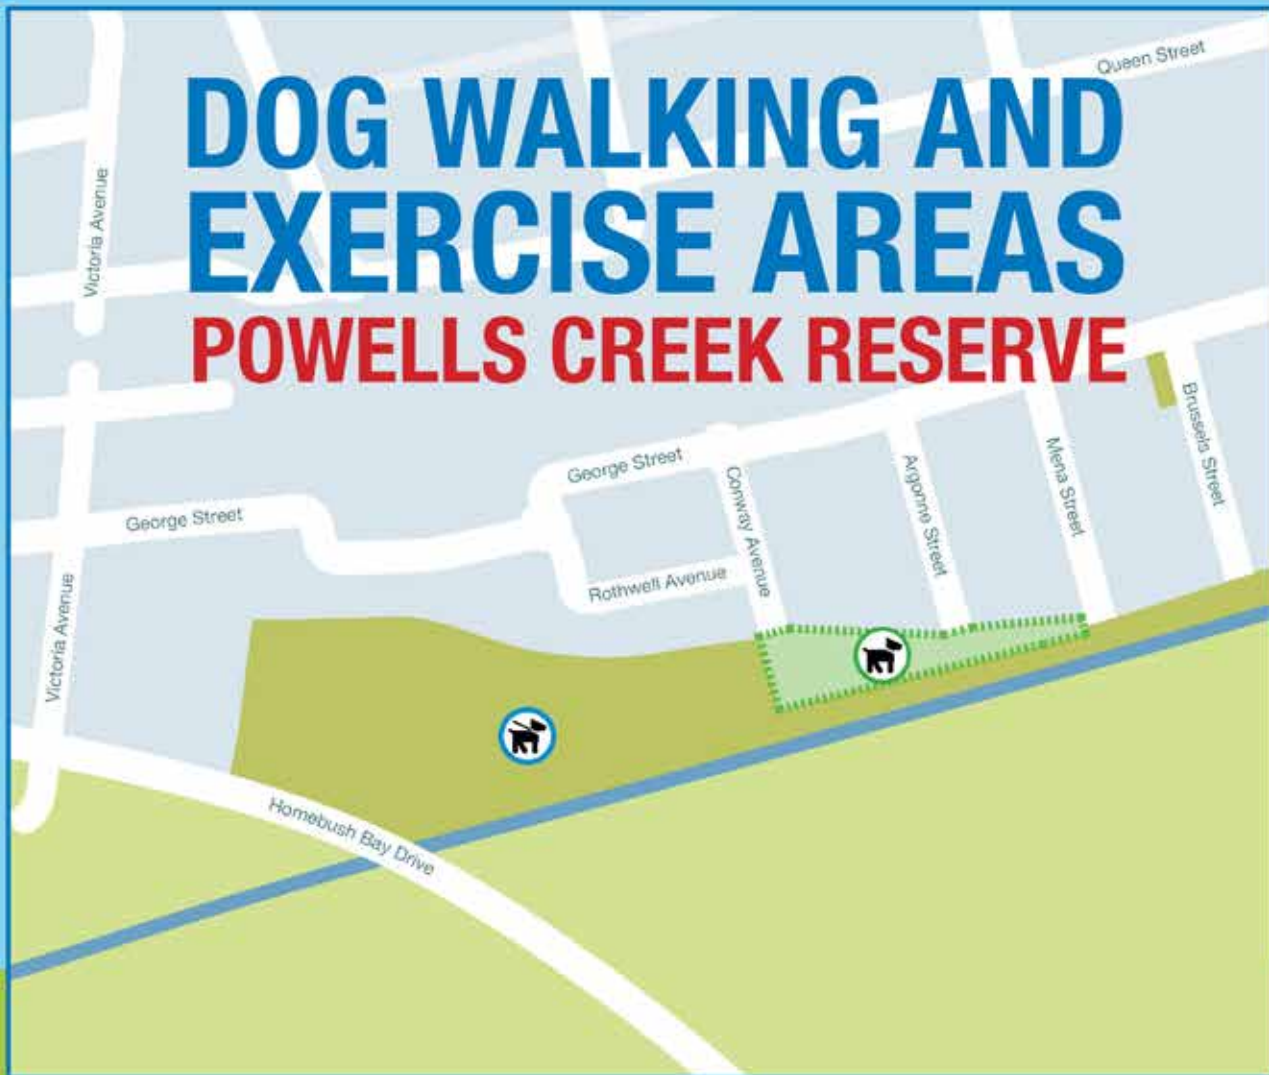 Queen Street
DOG WALKING AND
EXERCISE AREAS
POWELLS CREEK RESERVE
Victoria Avenue
George Street
George Street
Conway Avenue
Argonne Street
Mena Street
Brussels Street
Rothwell Avenue
Victoria Avenue
Homebush Bay Drive